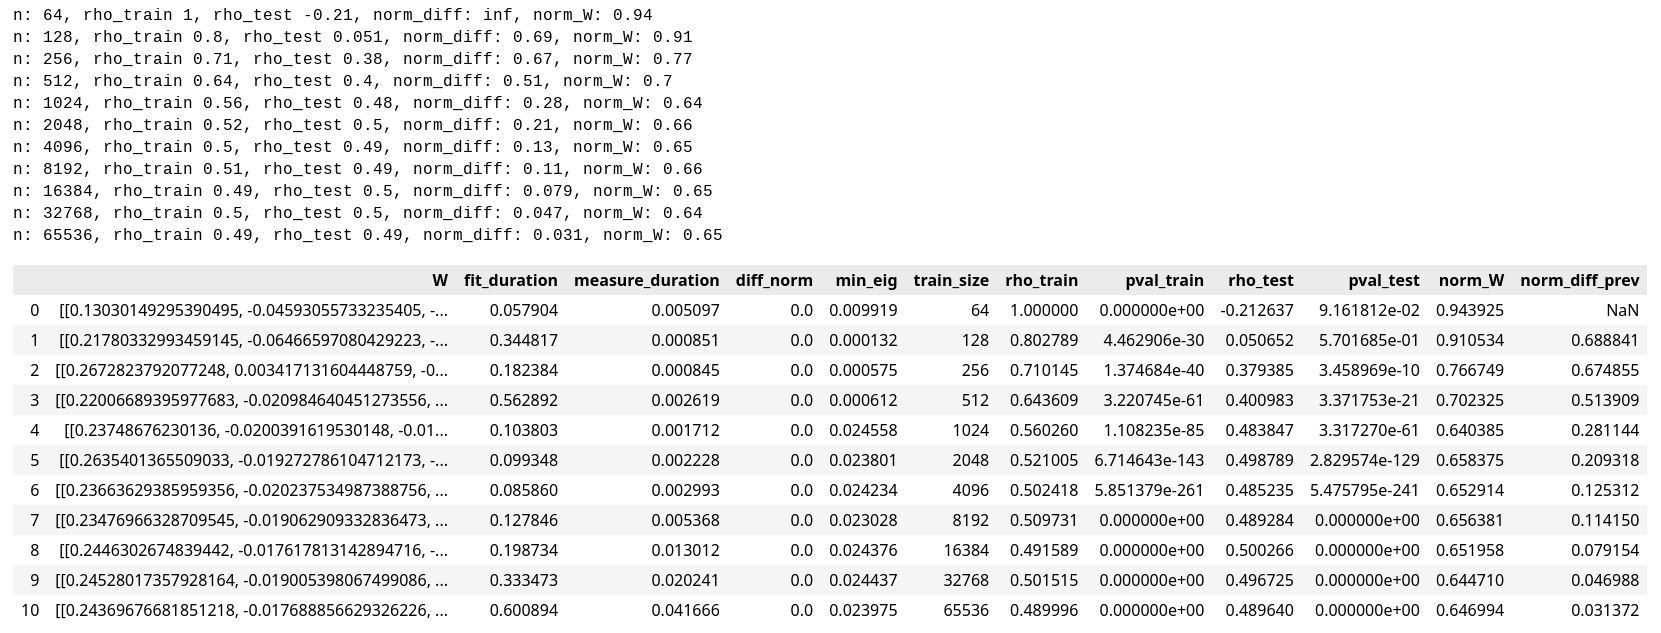 n: 64, rho_train 1, rho_test -0.21, norm_diff: inf, norm_W: 0.94
n: 128, rho_train 0.8, rho_test 0.051, norm_diff: 0.69, norm_W: 0.91
n: 256, rho_train 0.71, rho_test 0.38, norm_diff: 0.67, norm_W: 0.77
n: 512, rho_train 0.64, rho_test 0.4, norm_diff: 0.51, norm_W: 0.7
n: 1024, rho_train 0.56, rho_test 0.48, norm_diff: 0.28, norm_W: 0.64
n: 2048, rho_train 0.52, rho_test 0.5, norm_diff: 0.21, norm_W: 0.66
n: 4096, rho_train 0.5, rho_test 0.49, norm_diff: 0.13, norm_W: 0.65
n: 8192, rho_train 0.51, rho_test 0.49, norm_diff: 0.11, norm_W: 0.66
n: 16384, rho_train 0.49, rho_test 0.5, norm_diff: 0.079, norm_W: 0.65
n: 32768, rho_train 0.5, rho_test 0.5, norm_diff: 0.047, norm_W: 0.64
n: 65536, rho_train 0.49, rho_test 0.49, norm_diff: 0.031, norm_W: 0.65
W fit_duration measure_duration diff_norm min_eig train_size rho_train pval_train rho_test pval_test norm_W norm_diff_prev
0 [[0.13030149295390495, -0.04593055733235405, -... 0.057904 0.005097 0.0 0.009919 64 1.000000 0.000000e+00 -0.212637 9.161812e-02 0.943925 NaN
1 [[0.21780332993459145, -0.06466597080429223, -... 0.344817 0.000851 0.0 0.000132 128 0.802789 4.462906e-30 0.050652 5.701685e-01 0.910534 0.688841
2 [[0.2672823792077248, 0.003417131604448759, -0... 0.182384 0.000845 0.0 0.000575 256 0.710145 1.374684e-40 0.379385 3.458969e-10 0.766749 0.674855
3 [[0.22006689395977683, -0.020984640451273556, ... 0.562892 0.002619 0.0 0.000612 512 0.643609 3.220745e-61 0.400983 3.371753e-21 0.702325 0.513909
4 [[0.23748676230136, -0.0200391619530148, -0.01... 0.103803 0.001712 0.0 0.024558 1024 0.560260 1.108235e-85 0.483847 3.317270e-61 0.640385 0.281144
5 [[0.2635401365509033, -0.019272786104712173, -... 0.099348 0.002228 0.0 0.023801 2048 0.521005 6.714643e-143 0.498789 2.829574e-129 0.658375 0.209318
6 [[0.23663629385959356, -0.020237534987388756, ... 0.085860 0.002993 0.0 0.024234 4096 0.502418 5.851379e-261 0.485235 5.475795e-241 0.652914 0.125312
7 [[0.23476966328709545, -0.019062909332836473, ... 0.127846 0.005368 0.0 0.023028 8192 0.509731 0.000000e+00 0.489284 0.000000e+00 0.656381 0.114150
8 [[0.2446302674839442, -0.017617813142894716, -... 0.198734 0.013012 0.0 0.024376 16384 0.491589 0.000000e+00 0.500266 0.000000e+00 0.651958 0.079154
9 [[0.24528017357928164, -0.019005398067499086, ... 0.333473 0.020241 0.0 0.024437 32768 0.501515 0.000000e+00 0.496725 0.000000e+00 0.644710 0.046988
10 [[0.24369676681851218, -0.017688856629326226, ... 0.600894 0.041666 0.0 0.023975 65536 0.489996 0.000000e+00 0.489640 0.000000e+00 0.646994 0.031372